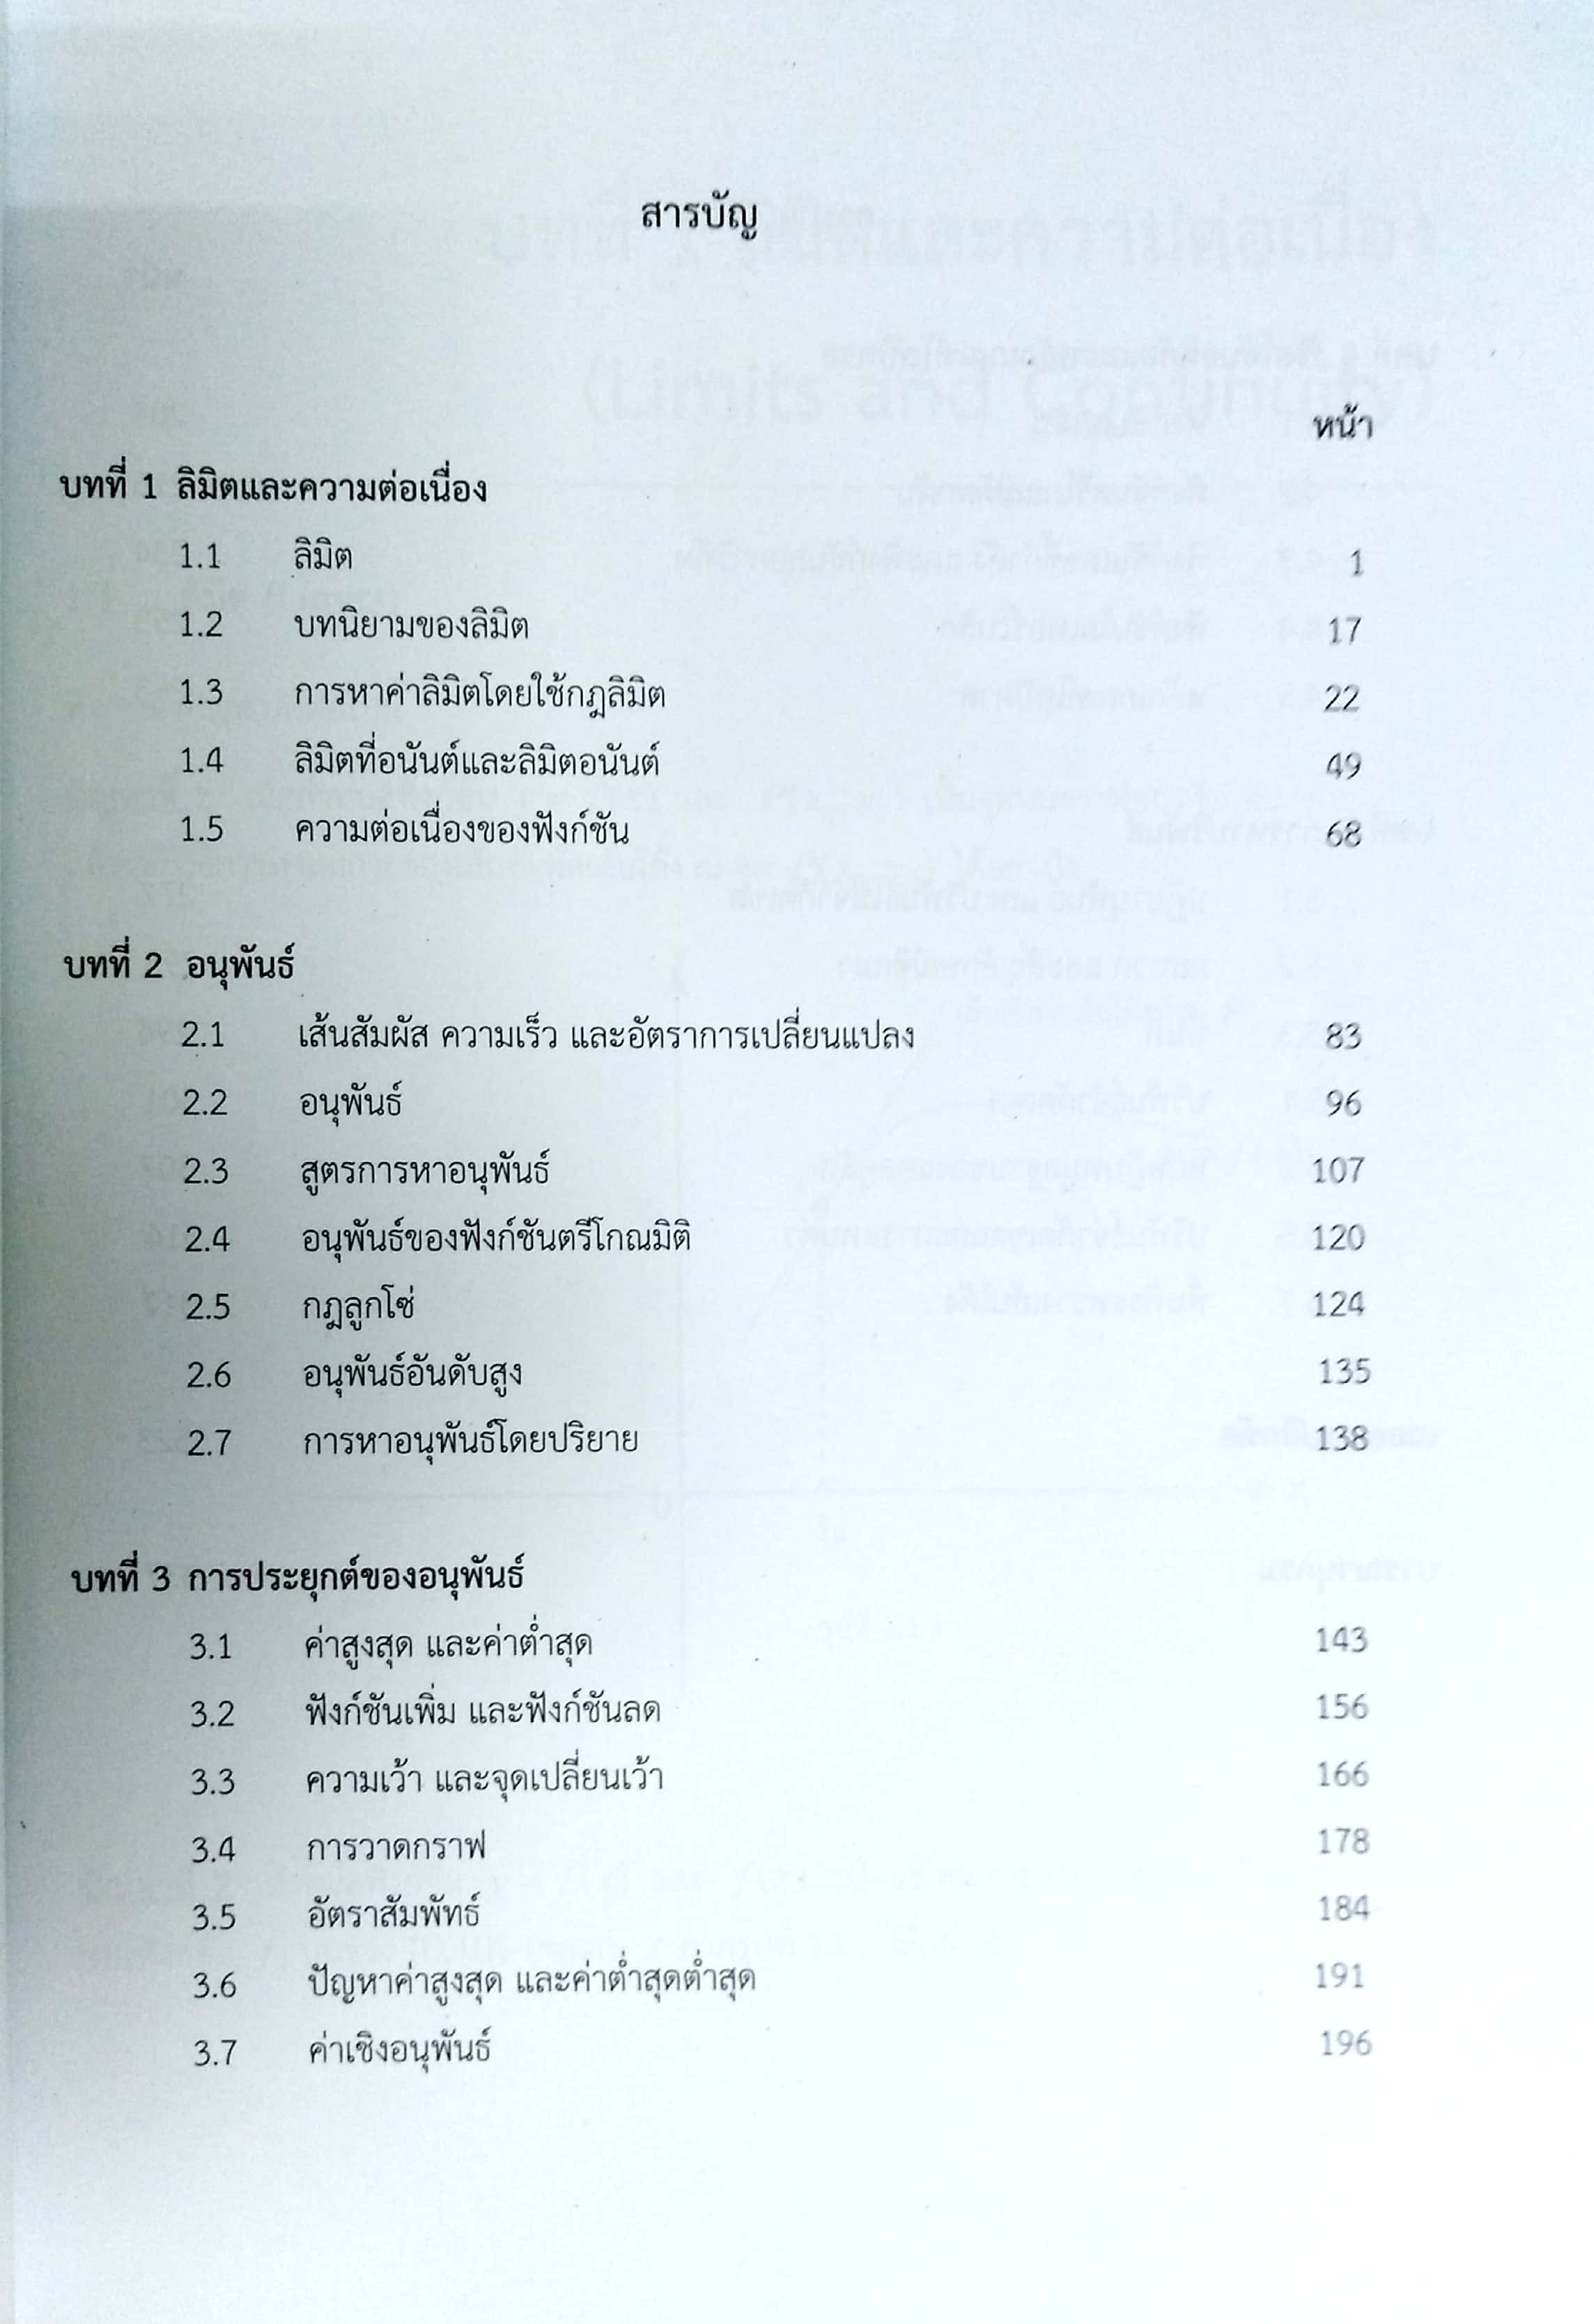 สารบัญ
หน้า
บทที่ 1 ลิมิตและความต่อเนื่อง
1.1 ลิมิต 1
1.2 บทนิยามของลิมิต 17
1.3 การหาค่าลิมิตโดยใช้กฎลิมิต 22
1.4 ลิมิตที่อนันต์และลิมิตอนันต์ 49
1.5 ความต่อเนื่องของฟังก์ชัน 68
บทที่ 2 อนุพันธ์
2.1 เส้นสัมผัส ความเร็ว และอัตราการเปลี่ยนแปลง 83
2.2 อนุพันธ์ 96
2.3 สูตรการหาอนุพันธ์ 107
2.4 อนุพันธ์ของฟังก์ชันตรีโกณมิติ 120
2.5 กฎลูกโซ่ 124
2.6 อนุพันธ์อันดับสูง 135
2.7 การหาอนุพันธ์โดยปริยาย 138
บทที่ 3 การประยุกต์ของอนุพันธ์
3.1 ค่าสูงสุด และค่าต่ำสุด 143
3.2 ฟังก์ชันเพิ่ม และฟังก์ชันลด 156
3.3 ความเว้า และจุดเปลี่ยนเว้า 166
3.4 การวาดกราฟ 178
3.5 อัตราสัมพัทธ์ 184
3.6 ปัญหาค่าสูงสุด และค่าต่ำสุดต่ำสุด 191
3.7 ค่าเชิงอนุพันธ์ 196